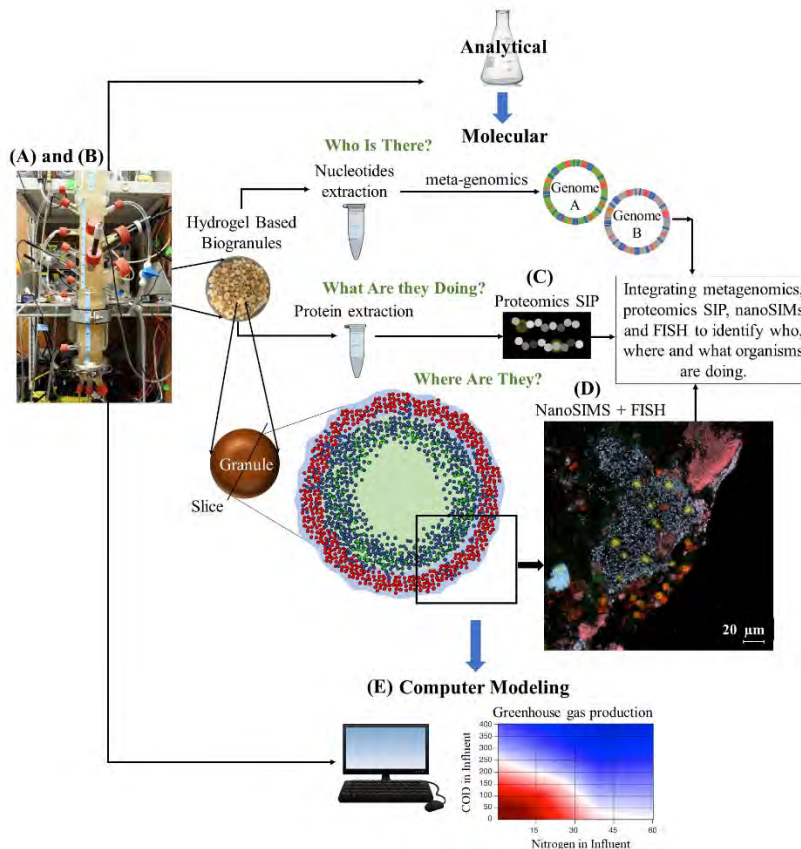 Analytical
Molecular
(A) and (B)
Who Is There?
Nucleotides
extraction
meta-genomics
Genome
A
Genome
B
Hydrogel Based
Biogranules
What Are they Doing?
Protein extraction
(C)
Proteomics SIP
Integrating metagenomics,
proteomics SIP, nanoSIMs
and FISH to identify who,
where and what organisms
are doing.
Where Are They?
(D)
NanoSIMS + FISH
Granule
Slice
20 µm
(E) Computer Modeling
Greenhouse gas production
COD in Influent
400
350
300
250
200
150
100
50
0
15
30
45
60
Nitrogen in Influent